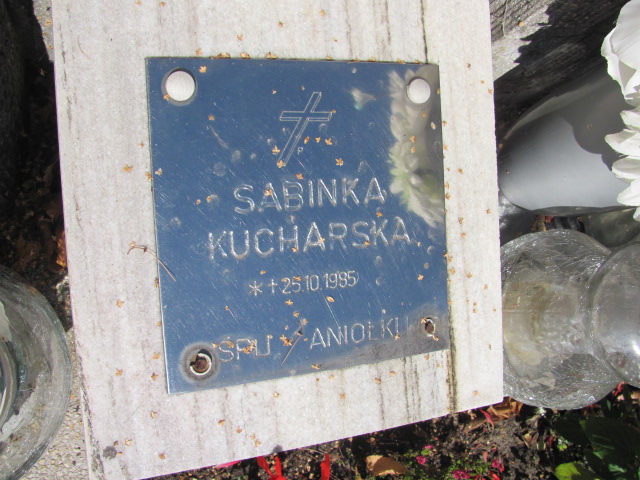 SABINKA
KUCHARSKA
* † 25.10.1985
ŚPIJ ANIOŁKU